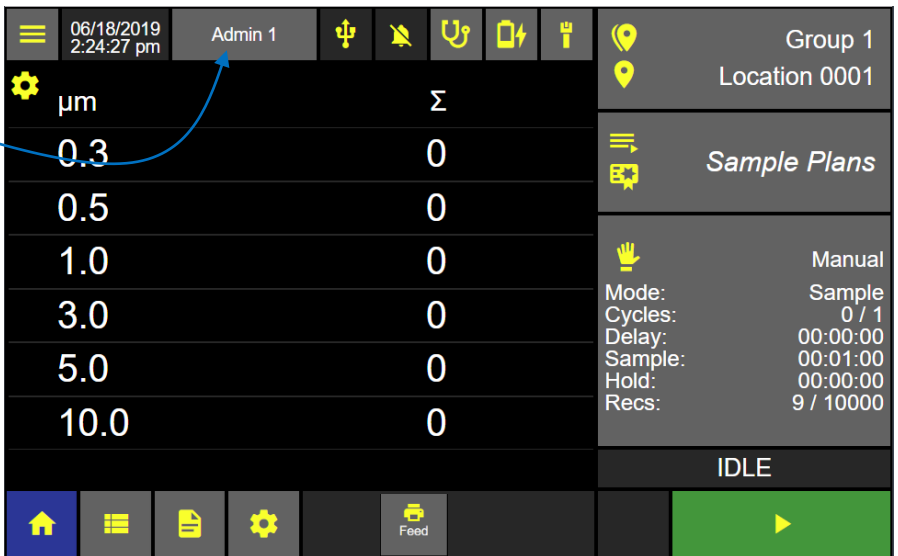 06/18/2019
2:24:27 pm
Admin 1
Group 1
Location 0001
µm Σ
0.3 0
0.5 0
1.0 0
3.0 0
5.0 0
10.0 0
Sample Plans
Manual
Mode: Sample
Cycles: 0 / 1
Delay: 00:00:00
Sample: 00:01:00
Hold: 00:00:00
Recs: 9 / 10000
IDLE
Feed